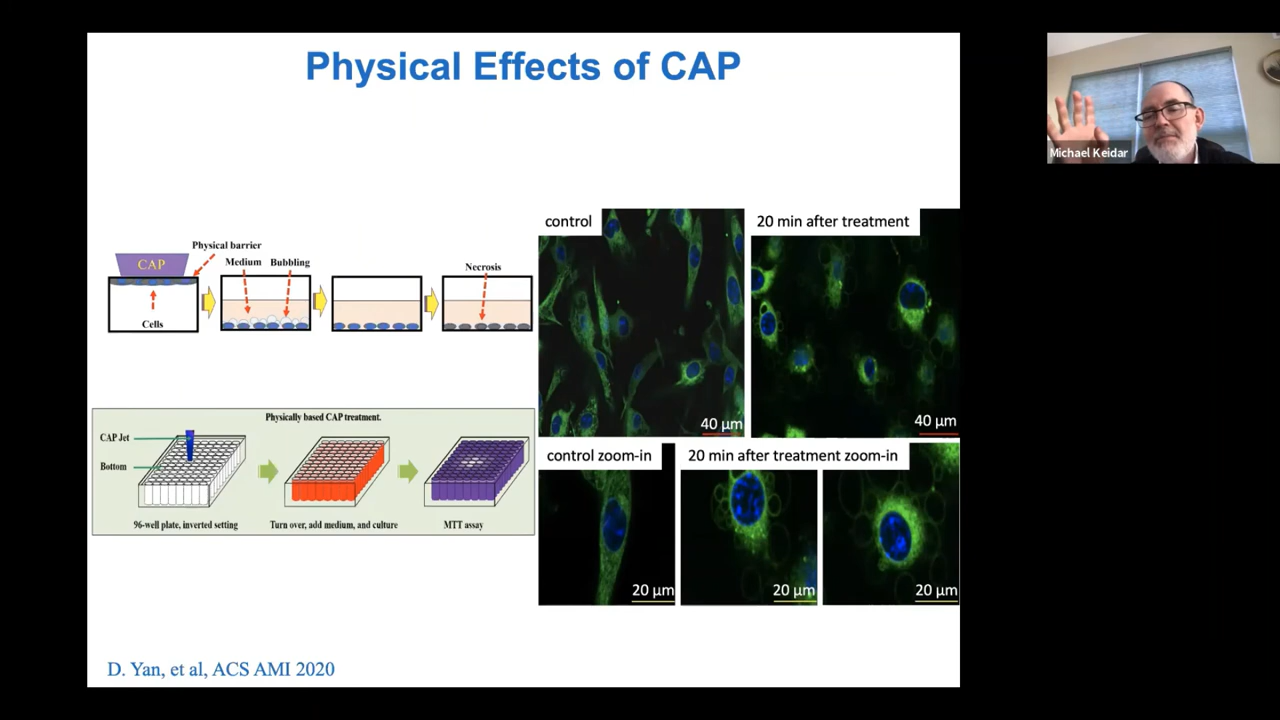 Physical Effects of CAP
Michael Keidar
Physical barrier
CAP
Medium
Bubbling
Necrosis
Cells
control
20 min after treatment
40 µm
40 µm
control zoom-in
20 min after treatment zoom-in
20 µm
20 µm
20 µm
Physically based CAP treatment.
CAP Jet
Bottom
96-well plate, inverted setting
Turn over, add medium, and culture
MTT assay
D. Yan, et al, ACS AMI 2020